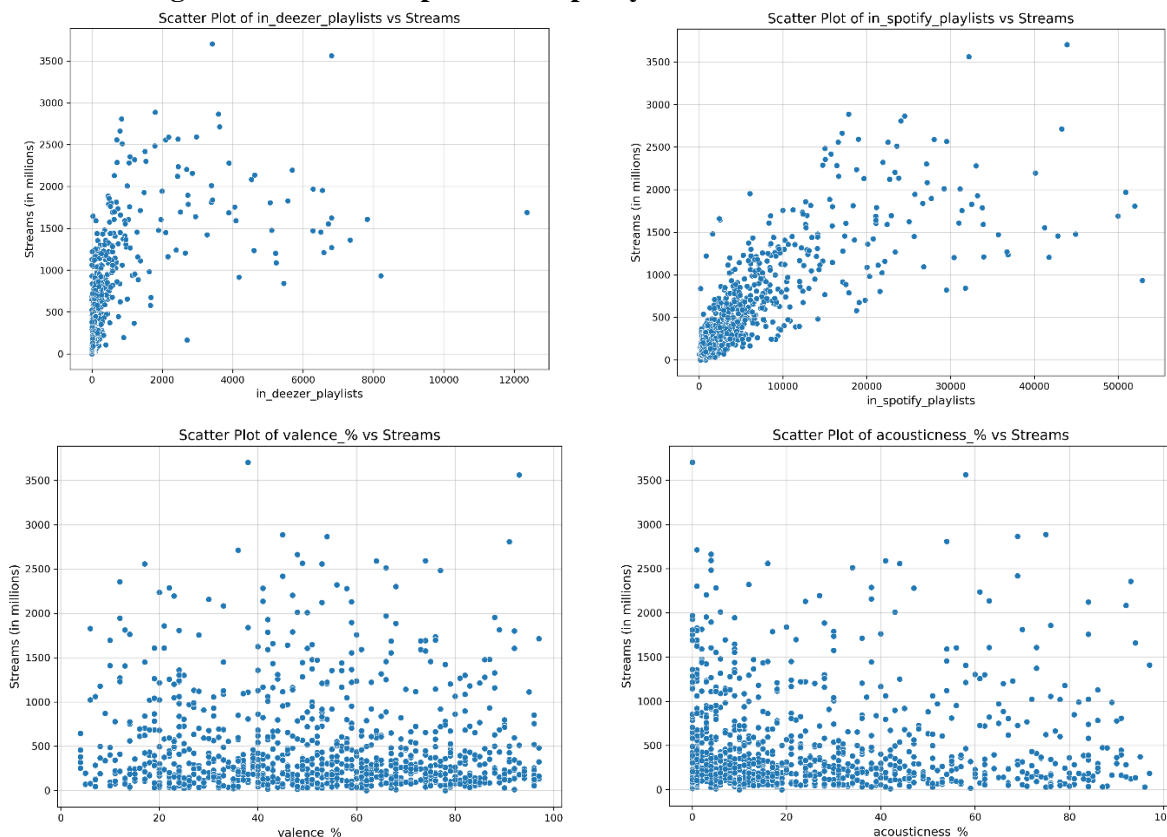 Scatter Plot of in_deezer_playlists vs Streams
Streams (in millions)
3500
3000
2500
2000
1500
1000
500
0
0 2000 4000 6000 8000 10000 12000
in_deezer_playlists
Scatter Plot of in_spotify_playlists vs Streams
Streams (in millions)
3500
3000
2500
2000
1500
1000
500
0
0 10000 20000 30000 40000 50000
in_spotify_playlists
Scatter Plot of valence_% vs Streams
Streams (in millions)
3500
3000
2500
2000
1500
1000
500
0
0 20 40 60 80 100
valence_%
Scatter Plot of acousticness_% vs Streams
Streams (in millions)
3500
3000
2500
2000
1500
1000
500
0
0 20 40 60 80 100
acousticness_%